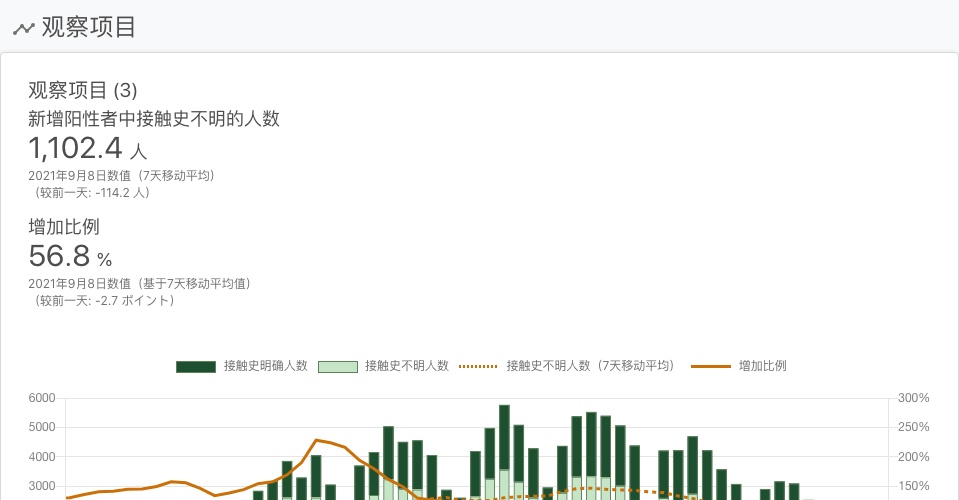 观察项目
观察项目 (3)
新增阳性者中接触史不明的人数
1,102.4 人
2021年9月8日数值（7天移动平均）
（较前一天: -114.2 人）
增加比例
56.8 %
2021年9月8日数值（基于7天移动平均值）
（较前一天: -2.7 ポイント）
接触史明确人数 接触史不明人数 接触史不明人数（7天移动平均） 增加比例
6000 300%
5000 250%
4000 200%
3000 150%